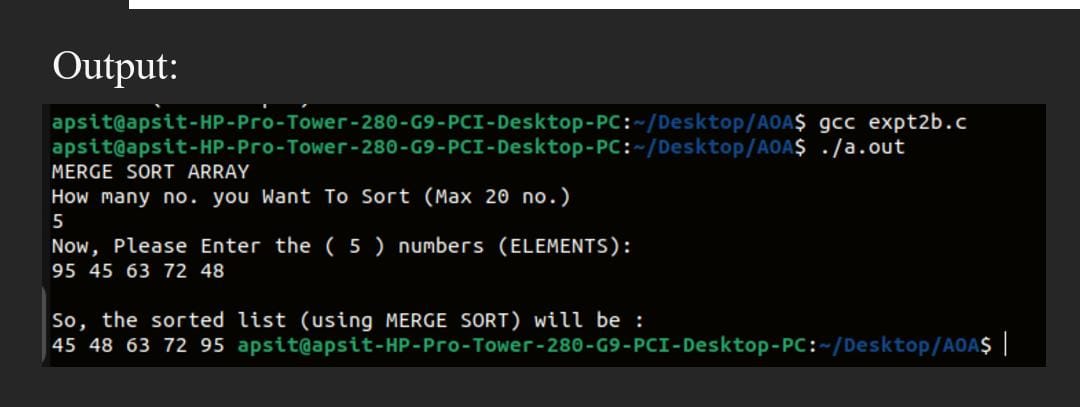 Output:
apsit@apsit-HP-Pro-Tower-280-G9-PCI-Desktop-PC:~/Desktop/AOA$ gcc expt2b.c
apsit@apsit-HP-Pro-Tower-280-G9-PCI-Desktop-PC:~/Desktop/AOA$ ./a.out
MERGE SORT ARRAY
How many no. you Want To Sort (Max 20 no.)
5
Now, Please Enter the ( 5 ) numbers (ELEMENTS):
95 45 63 72 48
So, the sorted list (using MERGE SORT) will be :
45 48 63 72 95 apsit@apsit-HP-Pro-Tower-280-G9-PCI-Desktop-PC:~/Desktop/AOA$